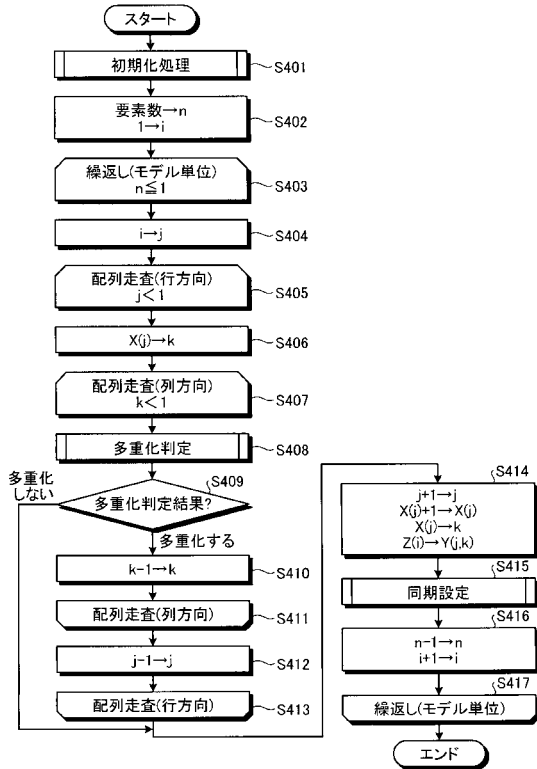 スタート
初期化処理
S401
要素数→n
1→i
S402
繰返し(モデル単位)
n≦1
S403
i→j
S404
配列走査(行方向)
j<1
S405
X(j)→k
S406
配列走査(列方向)
k<1
S407
多重化判定
S408
多重化
しない
S409
多重化判定結果?
多重化する
k-1→k
S410
配列走査(列方向)
S411
j-1→j
S412
配列走査(行方向)
S413
S414
j+1→j
X(j)+1→X(j)
X(j)→k
Z(i)→Y(j,k)
S415
同期設定
S416
n-1→n
i+1→i
S417
繰返し(モデル単位)
エンド